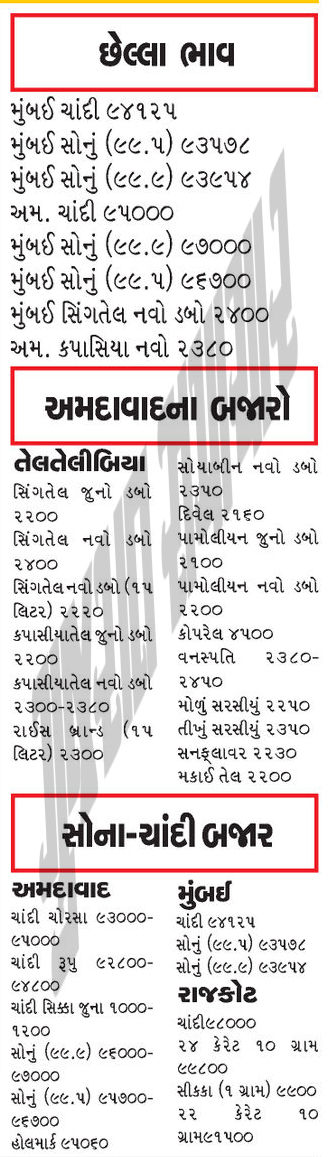 છેલ્લા ભાવ
મુંબઈ ચાંદી ૯૪૧૨૫
મુંબઈ સોનું (૯૯.૫) ૯૩૫૭૮
મુંબઈ સોનું (૯૯.૯) ૯૩૯૫૪
અમ. ચાંદી ૯૫૦૦૦
મુંબઈ સોનું (૯૯.૯) ૯૭૦૦૦
મુંબઈ સોનું (૯૯.૫) ૯૬૭૦૦
મુંબઈ સિંગતેલ નવો ડબો ૨૪૦૦
અમ. કપાસિયા નવો ૨૩૮૦
અમદાવાદના બજારો
તેલતેલીબિયા
સિંગતેલ જુનો ડબો
૨૨૦૦
સિંગતેલ નવો ડબો
૨૪૦૦
સિંગતેલ નવો ડબો (૧૫
લિટર) ૨૨૨૦
કપાસીયાતેલ જુનો ડબો
૨૨૦૦
કપાસીયાતેલ નવો ડબો
૨૩૦૦-૨૩૮૦
રાઈસ બ્રાન્ડ (૧૫
લિટર) ૨૩૦૦
સોયાબીન નવો ડબો
૨૩૫૦
દિવેલ ૨૧૬૦
પામોલીયન જુનો ડબો
૨૧૦૦
પામોલીયન નવો ડબો
૨૨૦૦
કોપરેલ ૪૫૦૦
વનસ્પતિ ૨૩૮૦-
૨૪૫૦
મોળું સરસીયું ૨૨૫૦
તીખું સરસીયું ૨૩૫૦
સનફ્લાવર ૨૨૩૦
મકાઈ તેલ ૨૨૦૦
સોના-ચાંદી બજાર
અમદાવાદ
ચાંદી ચોરસા ૯૩૦૦૦-
૯૫૦૦૦
ચાંદી રૂપુ ૯૨૮૦૦-
૯૪૮૦૦
ચાંદી સિક્કા જુના ૧૦૦૦-
૧૨૦૦
સોનું (૯૯.૯) ૯૬૦૦૦-
૯૭૦૦૦
સોનું (૯૯.૫) ૯૫૭૦૦-
૯૬૭૦૦
હોલમાર્ક ૯૫૦૬૦
મુંબઈ
ચાંદી ૯૪૧૨૫
સોનું (૯૯.૫) ૯૩૫૭૮
સોનું (૯૯.૯) ૯૩૯૫૪
રાજકોટ
ચાંદી૯૮૦૦૦
૨૪ કેરેટ ૧૦ ગ્રામ
૯૯૮૦૦
સીકકા (૧ ગ્રામ) ૯૯૦૦
૨૨ કેરેટ ૧૦
ગ્રામ૯૧૫૦૦